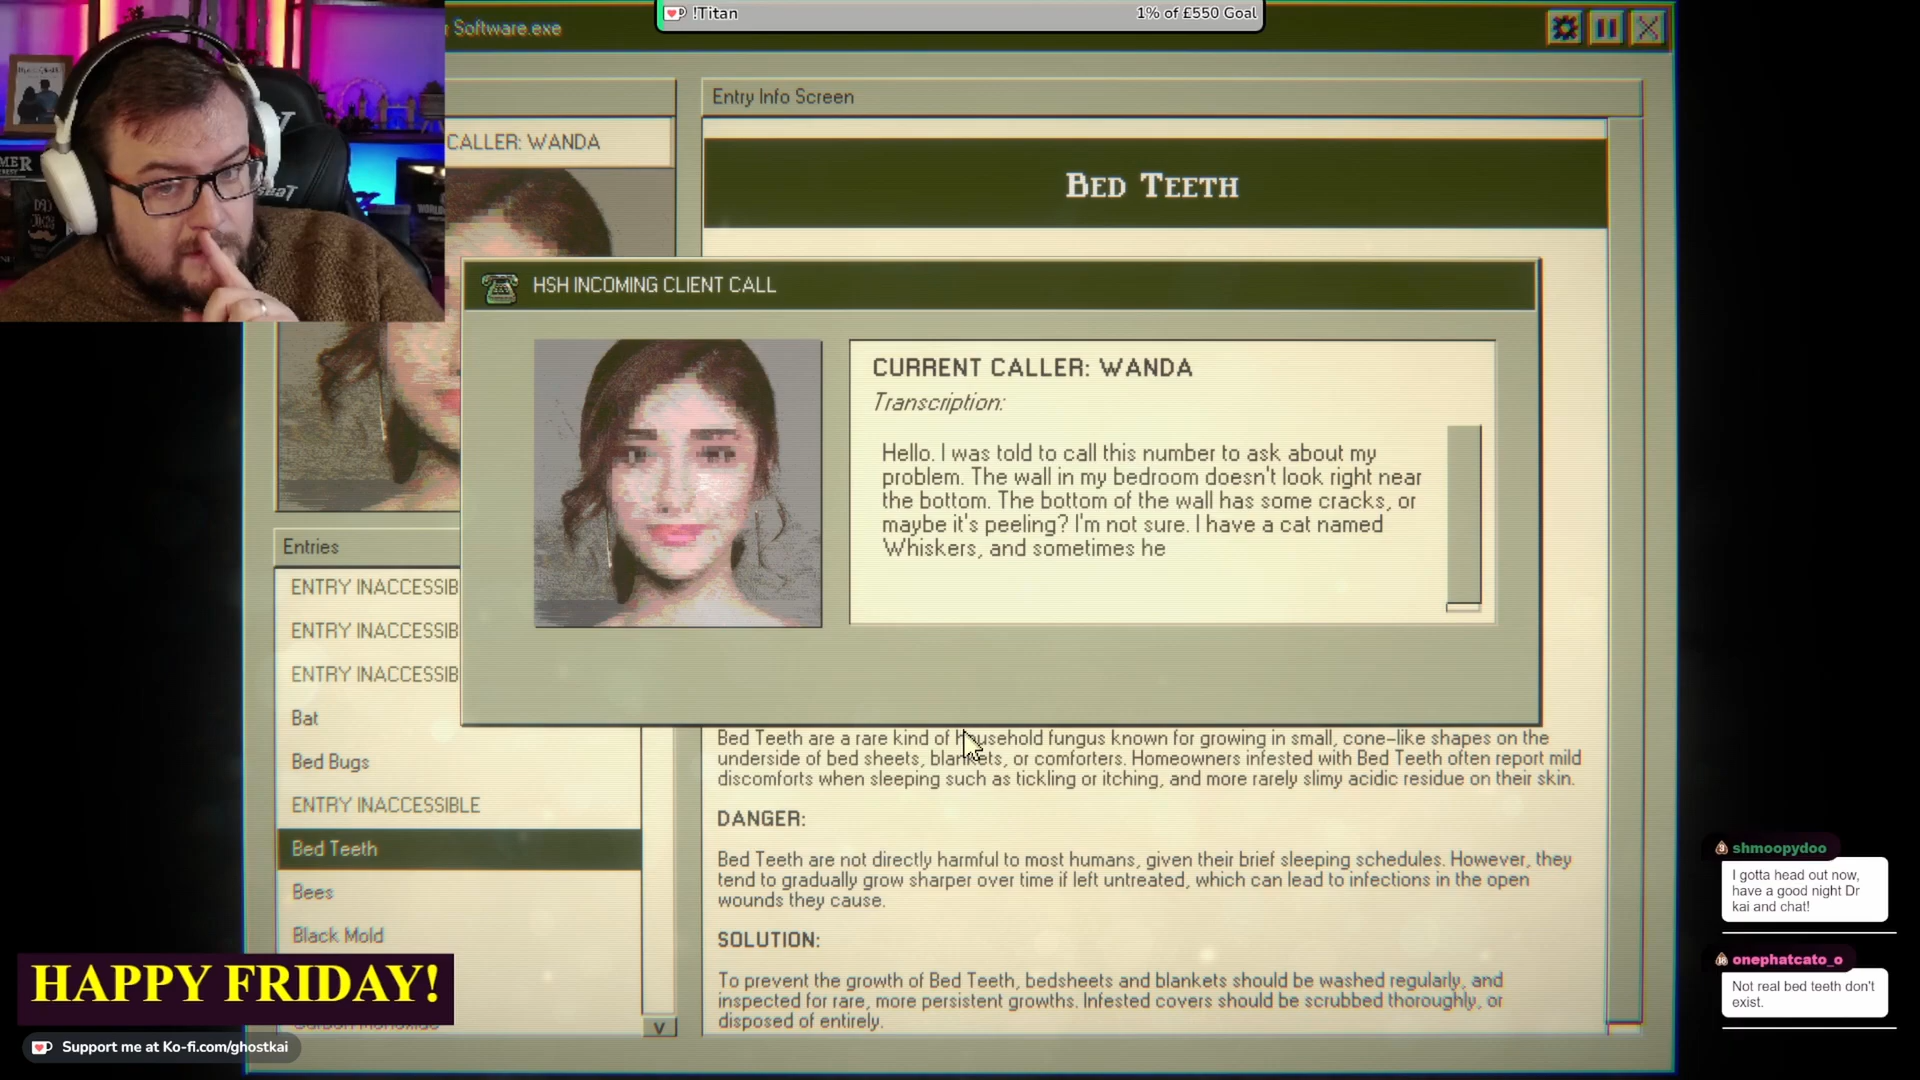 !Titan
1% of £550 Goal
Software.exe
CALLER: WANDA
Entry Info Screen
BED TEETH
HSH INCOMING CLIENT CALL
CURRENT CALLER: WANDA
Transcription:
Hello. I was told to call this number to ask about my
problem. The wall in my bedroom doesn't look right near
the bottom. The bottom of the wall has some cracks, or
maybe it's peeling? I'm not sure. I have a cat named
Whiskers, and sometimes he
Entries
ENTRY INACCESSIB
ENTRY INACCESSIB
ENTRY INACCESSIB
Bat
Bed Bugs
ENTRY INACCESSIBLE
Bed Teeth
Bees
Black Mold
Carbon Monoxide
v
Bed Teeth are a rare kind of household fungus known for growing in small, cone-like shapes on the
underside of bed sheets, blankets, or comforters. Homeowners infested with Bed Teeth often report mild
discomforts when sleeping such as tickling or itching, and more rarely slimy acidic residue on their skin.
DANGER:
Bed Teeth are not directly harmful to most humans, given their brief sleeping schedules. However, they
tend to gradually grow sharper over time if left untreated, which can lead to infections in the open
wounds they cause.
SOLUTION:
To prevent the growth of Bed Teeth, bedsheets and blankets should be washed regularly, and
inspected for rare, more persistent growths. Infested covers should be scrubbed thoroughly, or
disposed of entirely.
HAPPY FRIDAY!
Support me at Ko-fi.com/ghostkai
shmoopydoo
I gotta head out now,
have a good night Dr
kai and chat!
onephatcato_o
Not real bed teeth don't
exist.